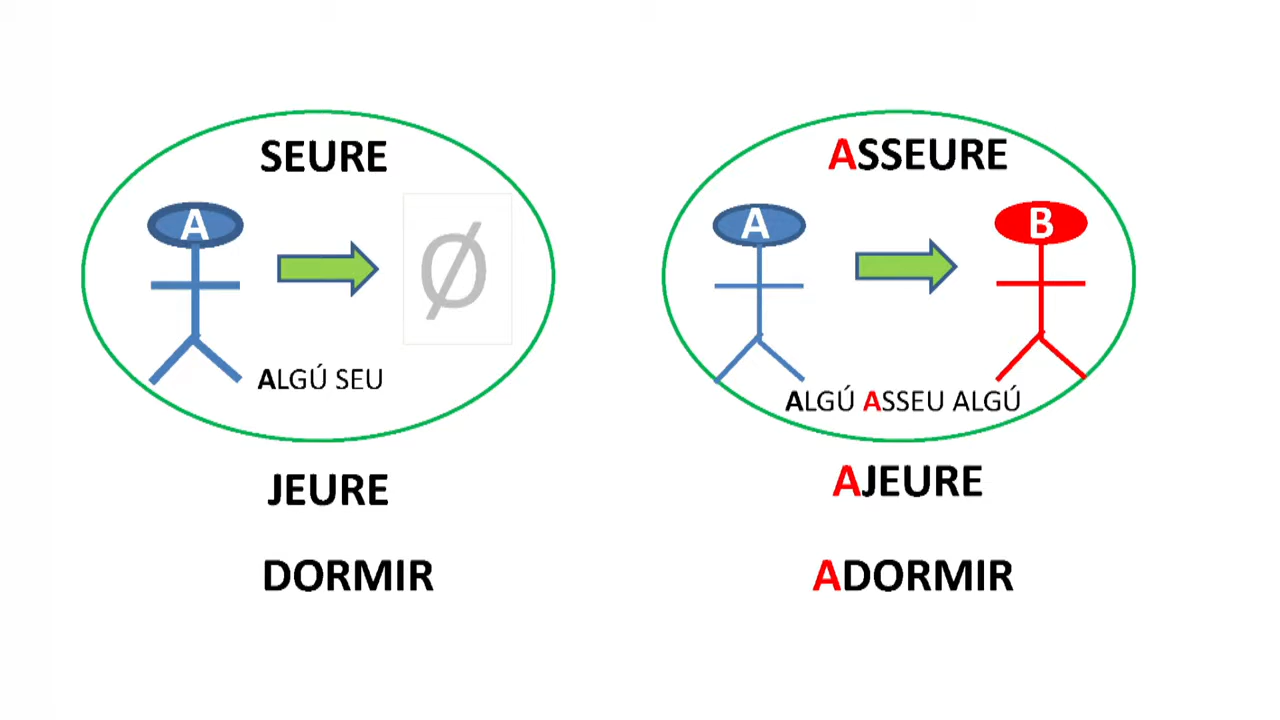 SEURE
A
Ø
ALGÚ SEU
JEURE
DORMIR
ASSEURE
A
B
ALGÚ ASSEU ALGÚ
AJEURE
ADORMIR